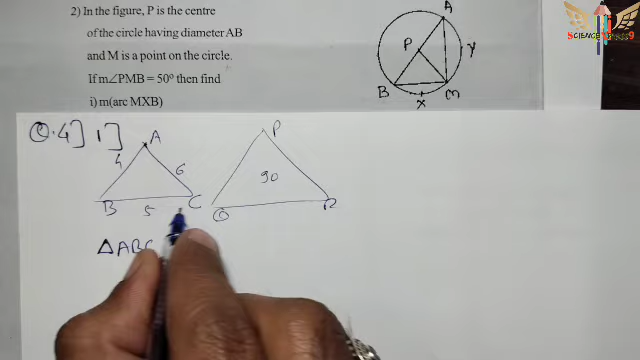 2) In the figure, P is the centre
of the circle having diameter AB
and M is a point on the circle.
If m∠PMB = 50° then find
i) m(arc MXB)
A
P
Y
B
M
X
SCIENCE
Q.4] 1]
A
4
6
B
5
C
P
90
Q
R
△ABC